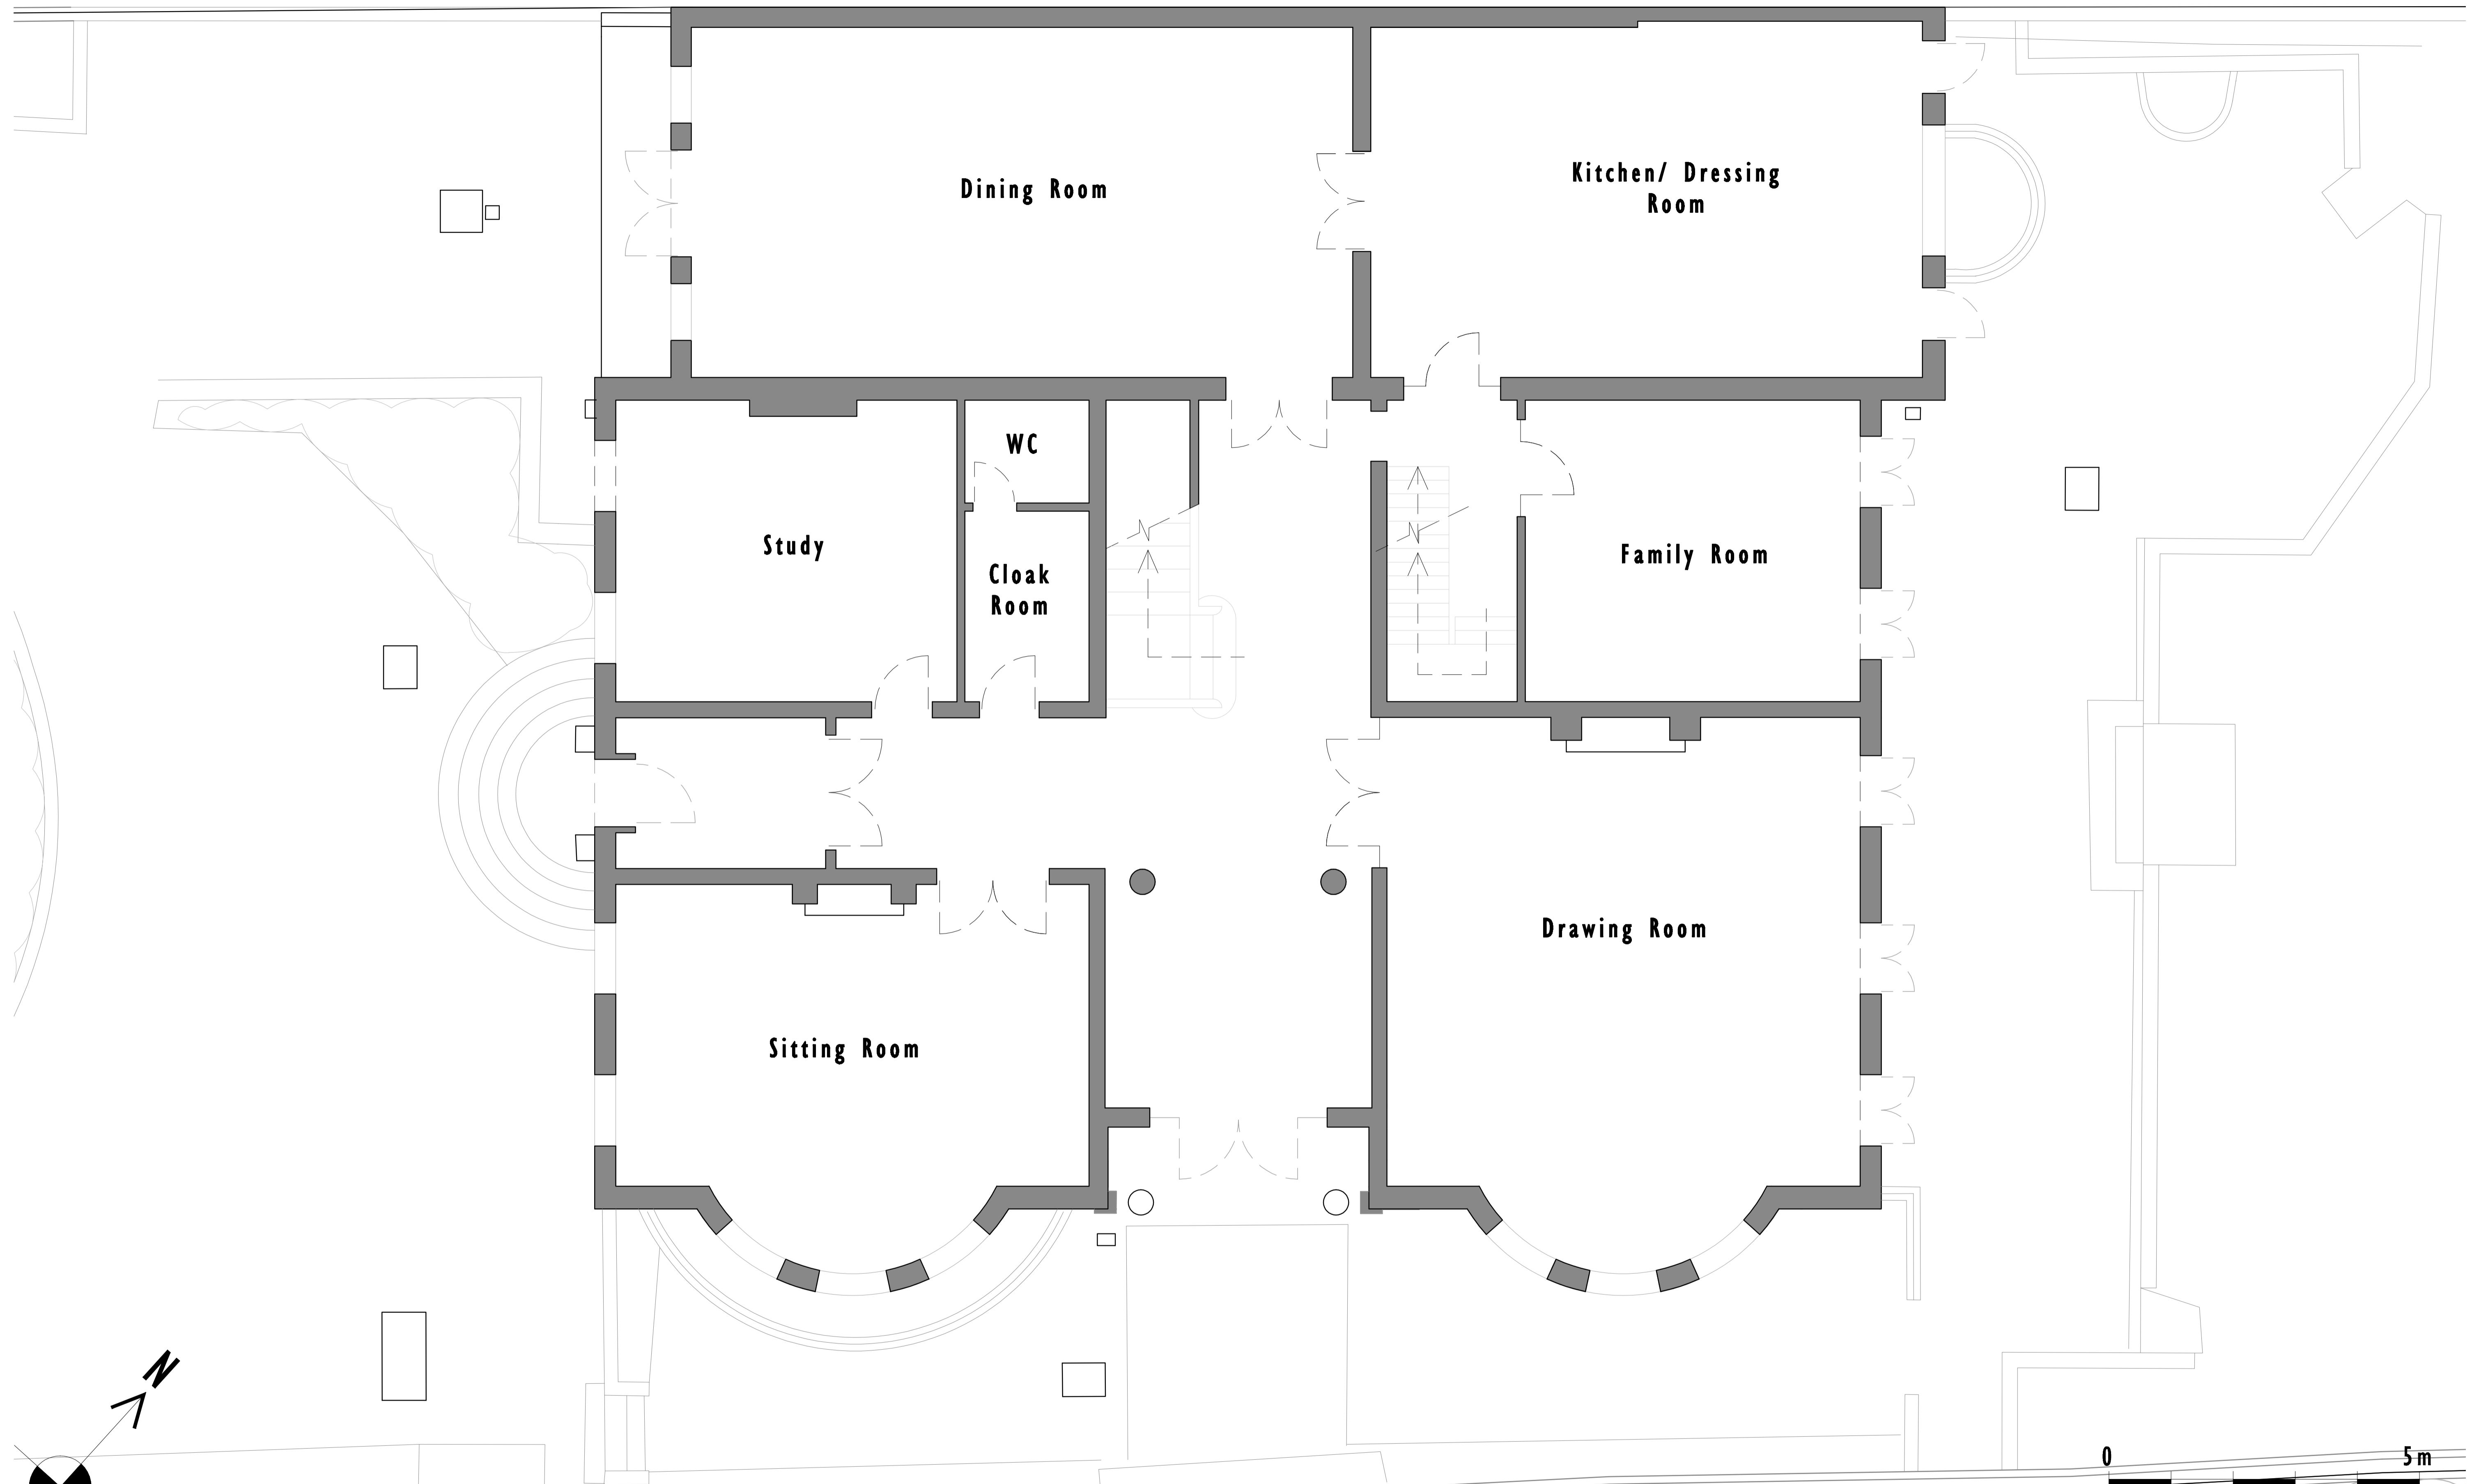 Dining Room
Kitchen/ Dressing
Room
WC
Study
Cloak
Room
Family Room
Drawing Room
Sitting Room
N
0
5m